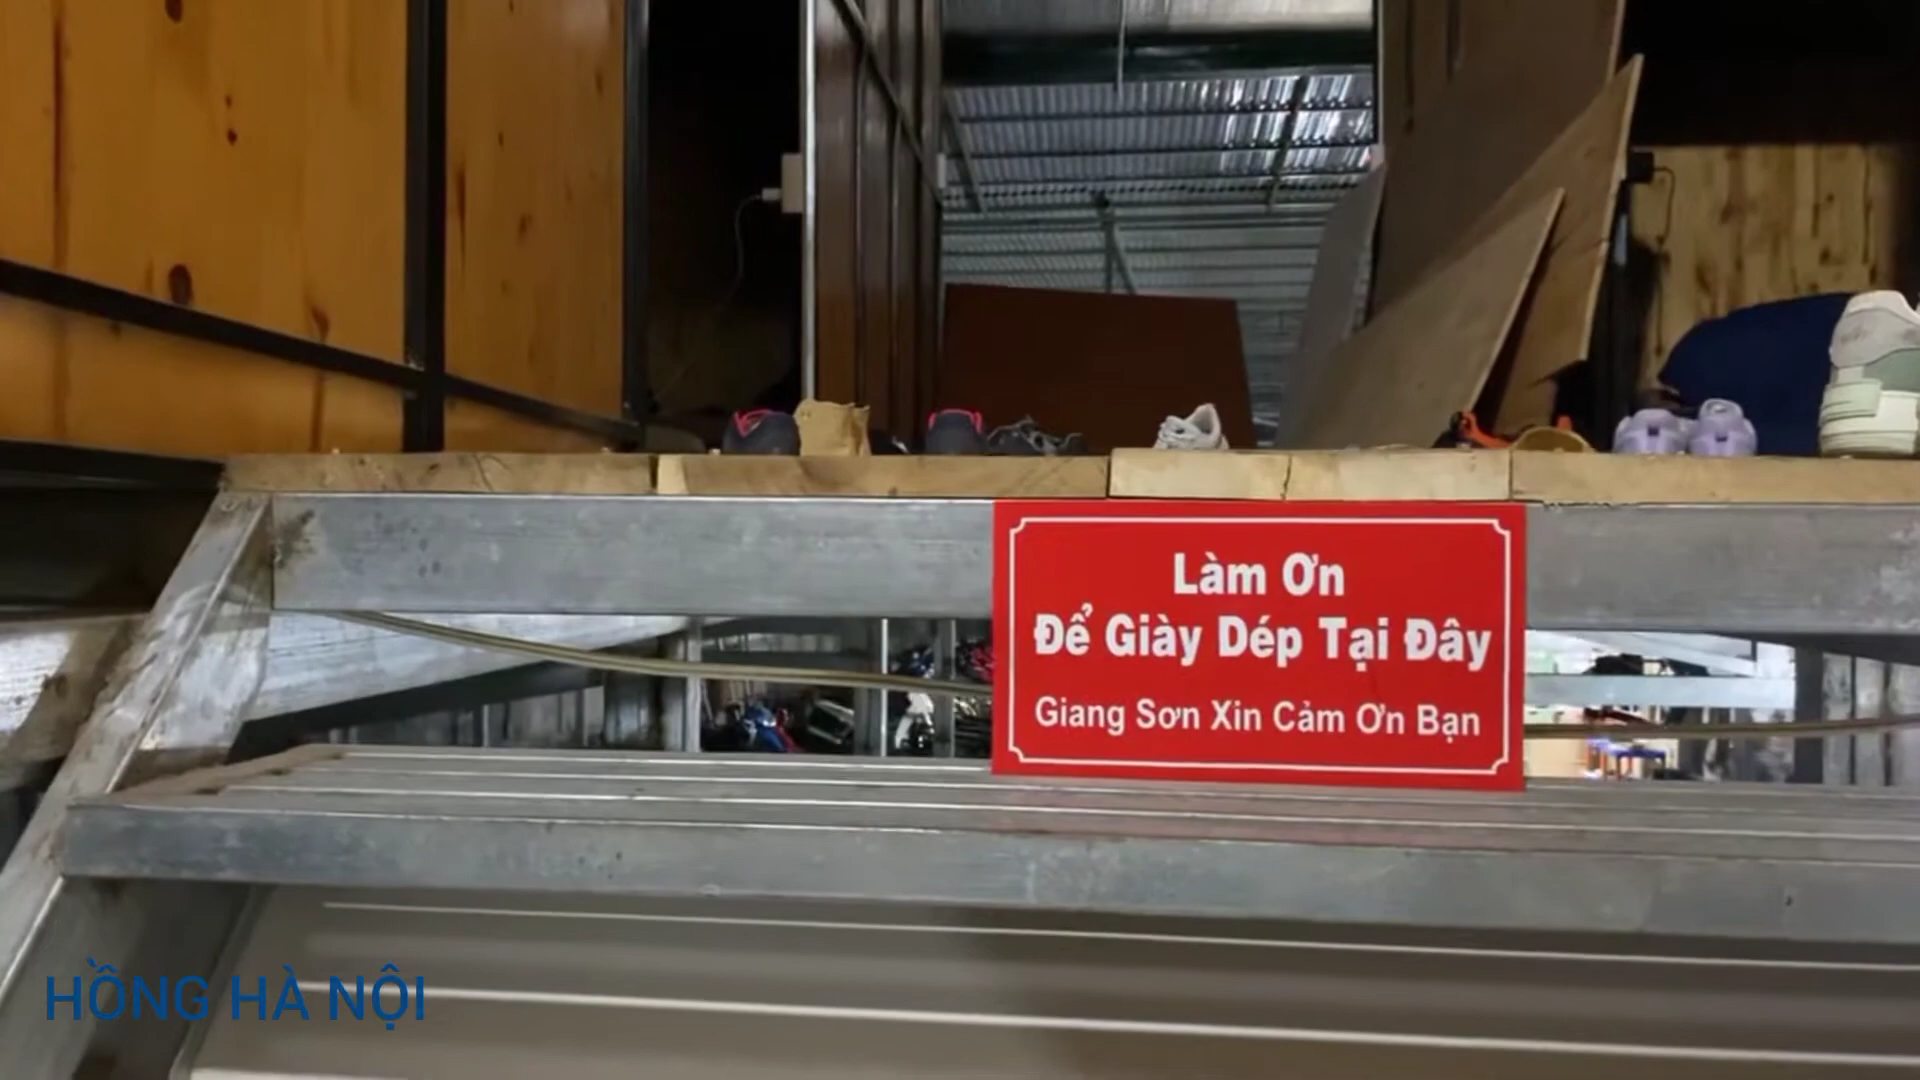 Làm Ơn
Để Giày Dép Tại Đây
Giang Sơn Xin Cảm Ơn Bạn
HỒNG HÀ NỘI